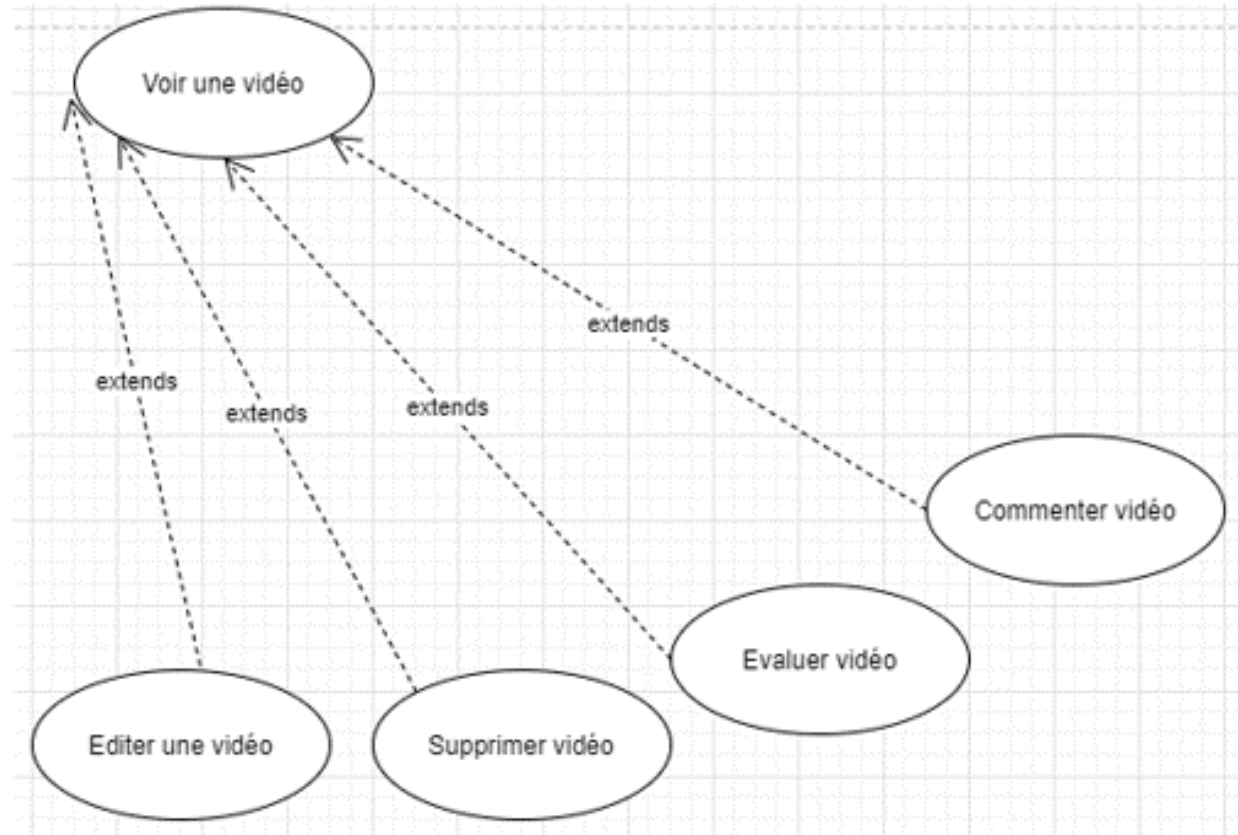 Voir une vidéo
extends
extends
extends
extends
Commenter vidéo
Evaluer vidéo
Editer une vidéo
Supprimer vidéo